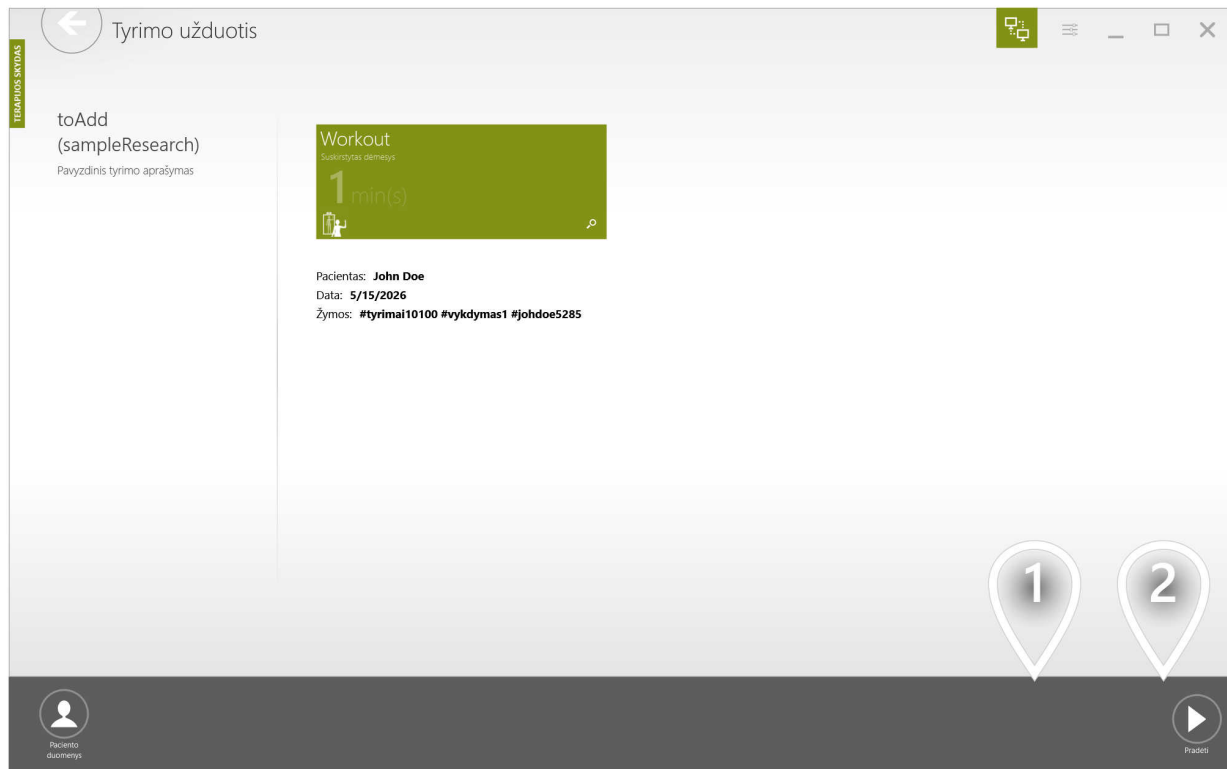 Tyrimo užduotis
TERAPIJOS SKYDAS
toAdd
(sampleResearch)
Pavyzdinis tyrimo aprašymas
Workout
Suskirstytas dėmesys
1 min(s)
Pacientas: John Doe
Data: 5/15/2026
Žymos: #tyrimai10100 #vykdymas1 #johdoe5285
1
2
Paciento
duomenys
Pradėti